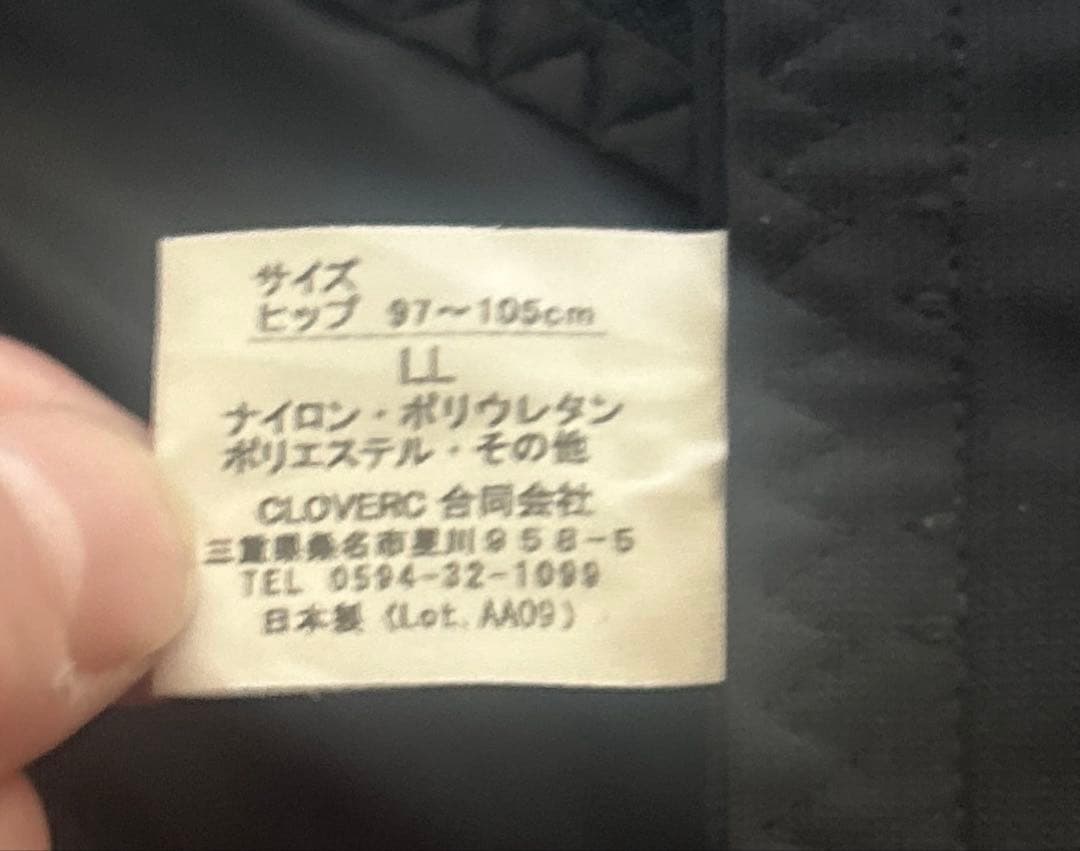 サイズ
ヒップ 97～105cm
LL
ナイロン・ポリウレタン
ポリエステル・その他
CLOVERC 合同会社
三重県桑名市星川958-5
TEL 0594-32-1099
日本製 (Lot. AA09)